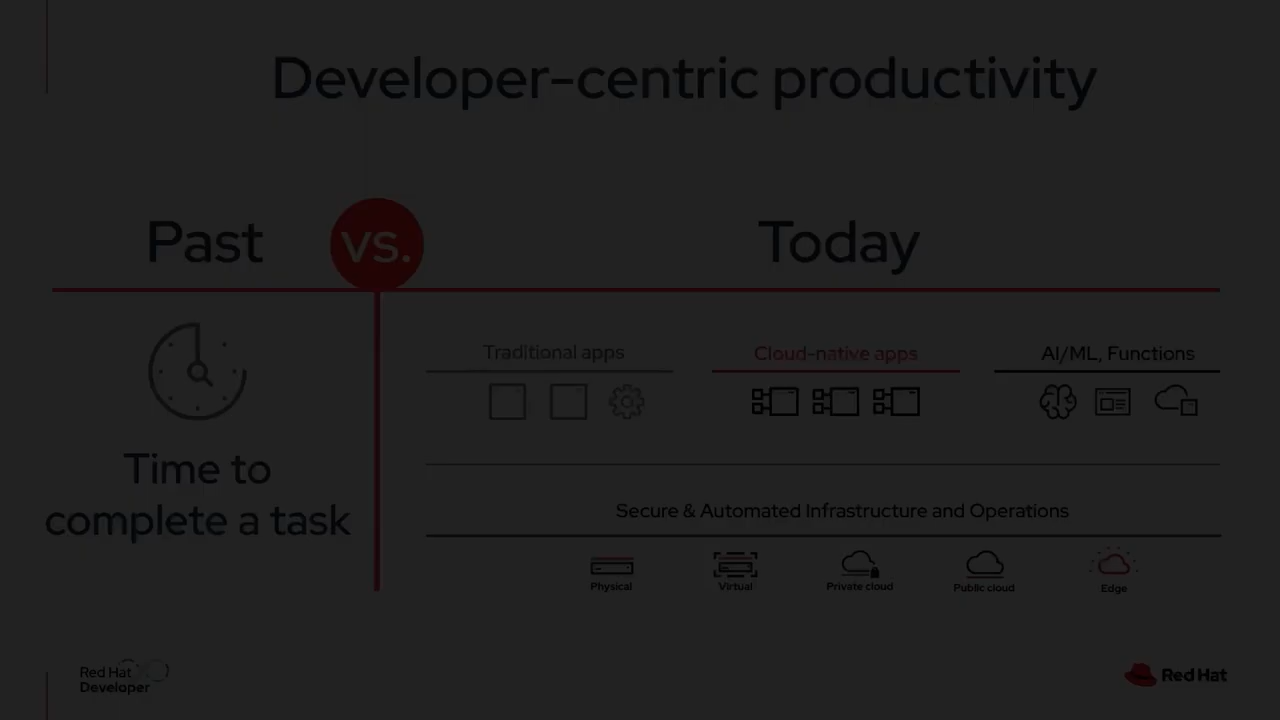 Developer-centric productivity
Past
vs.
Today
Time to
complete a task
Traditional apps
Cloud-native apps
AI/ML, Functions
Secure & Automated Infrastructure and Operations
Physical
Virtual
Private cloud
Public cloud
Edge
Red Hat
Developer
Red Hat